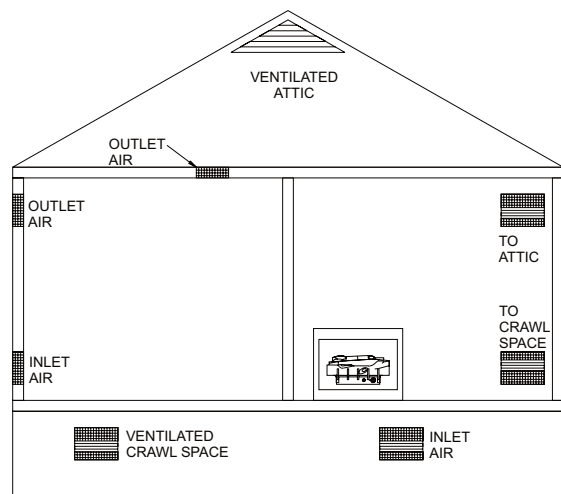 VENTILATED
ATTIC
OUTLET
AIR
OUTLET
AIR
TO
ATTIC
TO
CRAWL
SPACE
INLET
AIR
VENTILATED
CRAWL SPACE
INLET
AIR